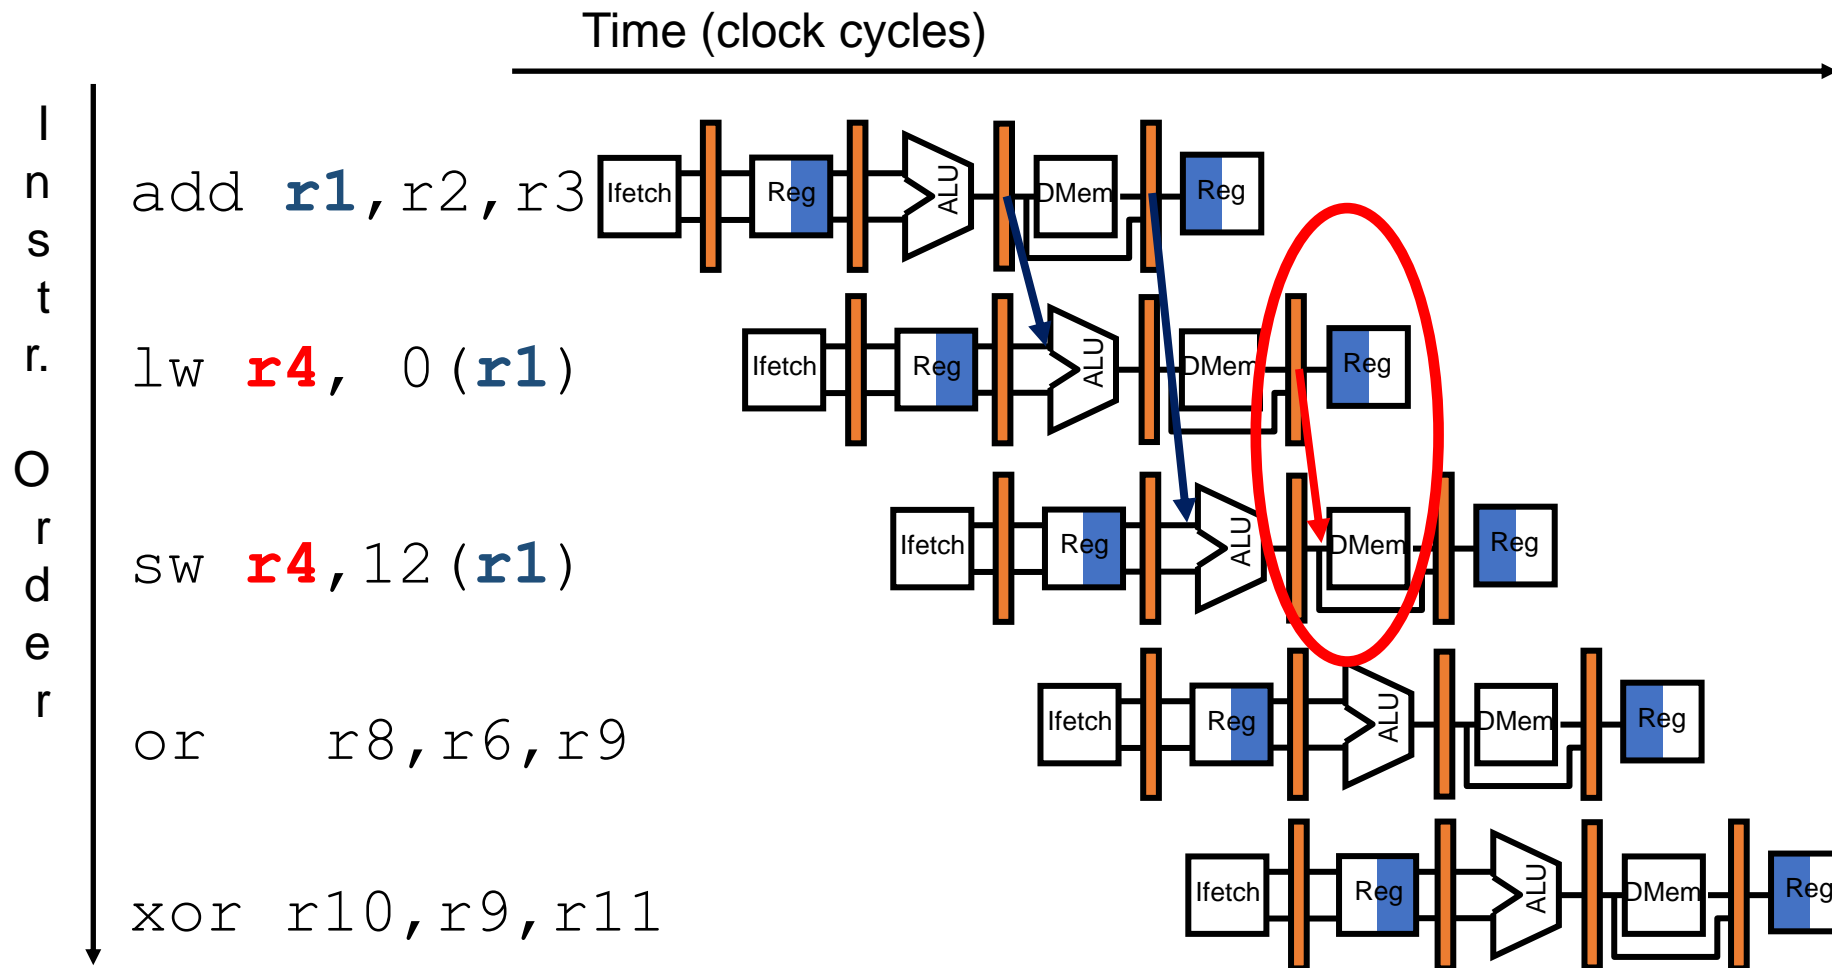 Time (clock cycles)
Instr. Order
add r1,r2,r3
Ifetch Reg ALU DMem Reg
lw r4, 0(r1)
Ifetch Reg ALU DMem Reg
sw r4,12(r1)
Ifetch Reg ALU DMem Reg
or r8,r6,r9
Ifetch Reg ALU DMem Reg
xor r10,r9,r11
Ifetch Reg ALU DMem Reg